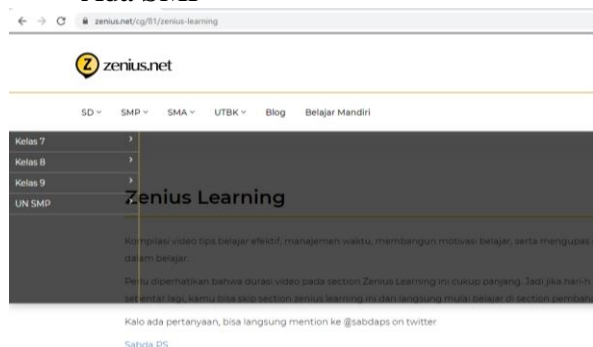 Ada SMP
zenius.net/cg/81/zenius-learning
zenius.net
SD SMP SMA UTBK Blog Belajar Mandiri
Kelas 7
Kelas 8
Kelas 9
UN SMP
Zenius Learning
Kompilasi video tips belajar efektif, manajemen waktu, membangun motivasi belajar, serta mengupas
dalam belajar.
Perlu diperhatikan bahwa durasi video pada section Zenius Learning ini cukup panjang. Jadi jika hari-h
sebentar lagi, kamu bisa skip section zenius learning ini dan langsung mulai belajar di section pemban
Kalo ada pertanyaan, bisa langsung mention ke @sabdaps on twitter
Sabda PS